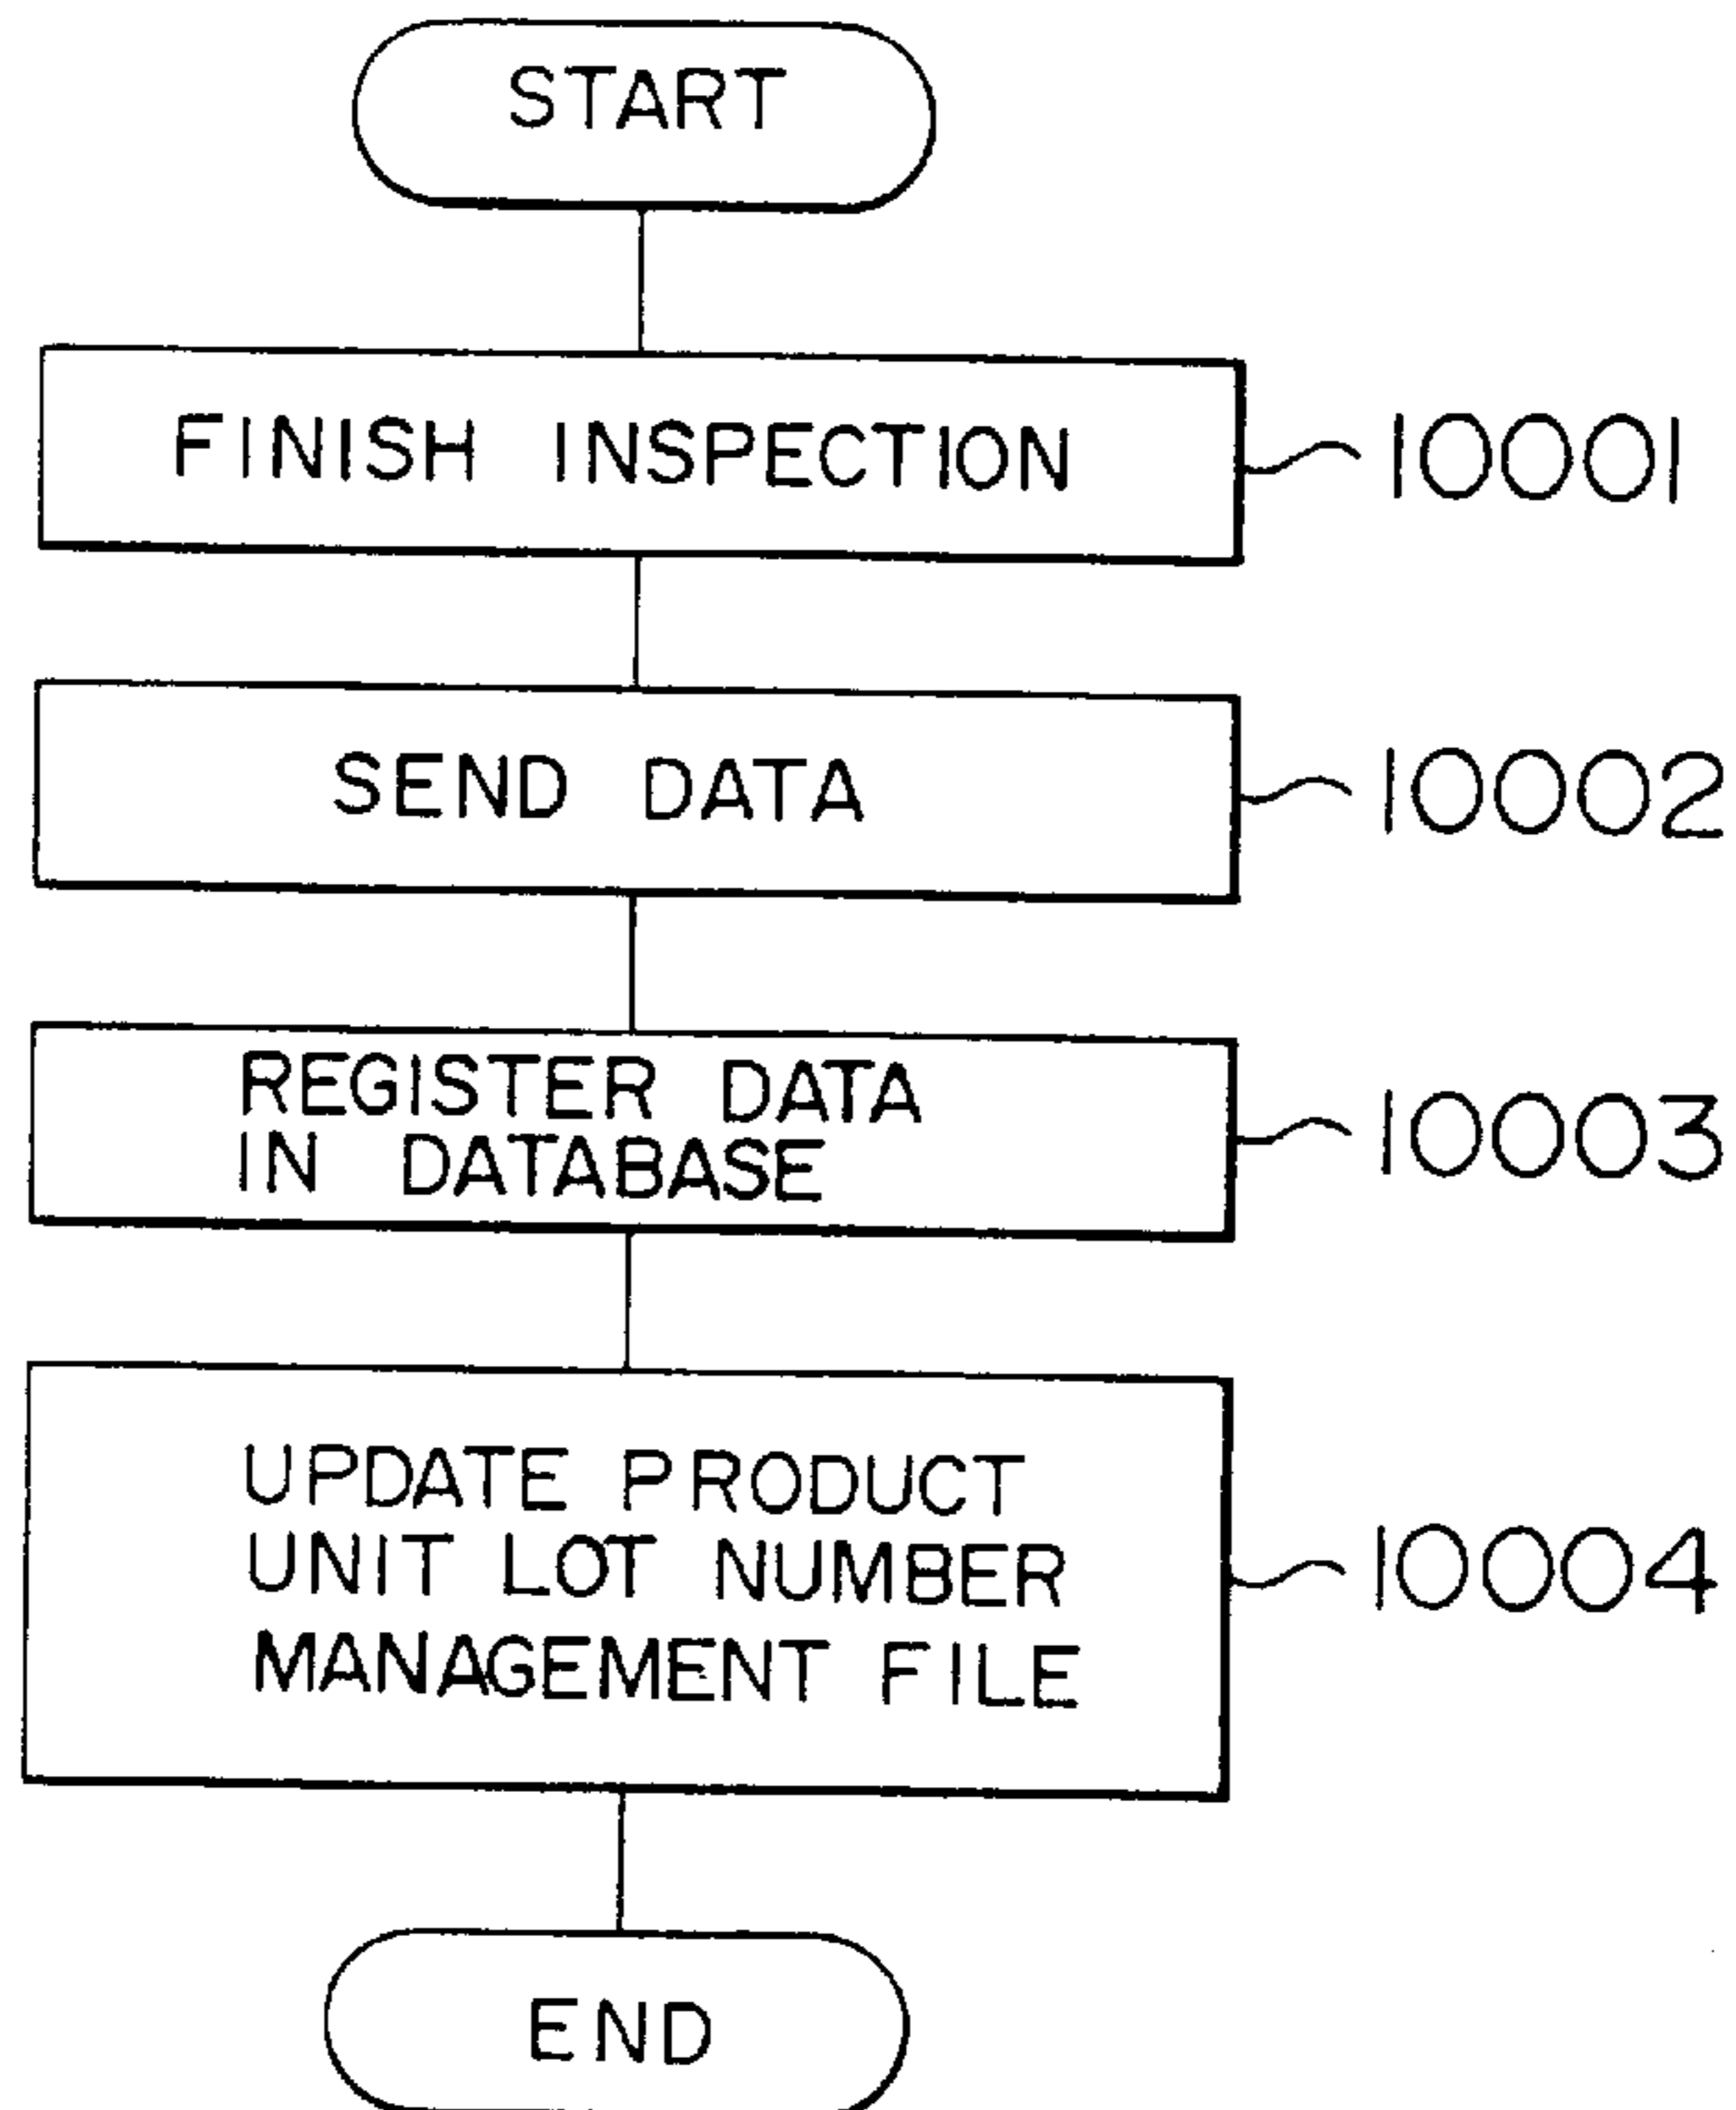 START
FINISH INSPECTION
10001
SEND DATA
10002
REGISTER DATA
IN DATABASE
10003
UPDATE PRODUCT
UNIT LOT NUMBER
MANAGEMENT FILE
10004
END